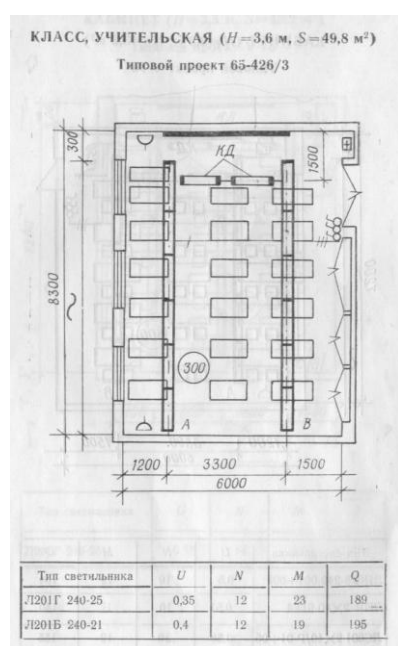 КЛАСС, УЧИТЕЛЬСКАЯ (H=3,6 м, S=49,8 м²)
Типовой проект 65-426/3
300
КД
1500
8300
300
A
B
1200
3300
1500
6000
Тип светильника U N M Q
Л201Г 240-25 0,35 12 23 189
Л201Б 240-21 0,4 12 19 195